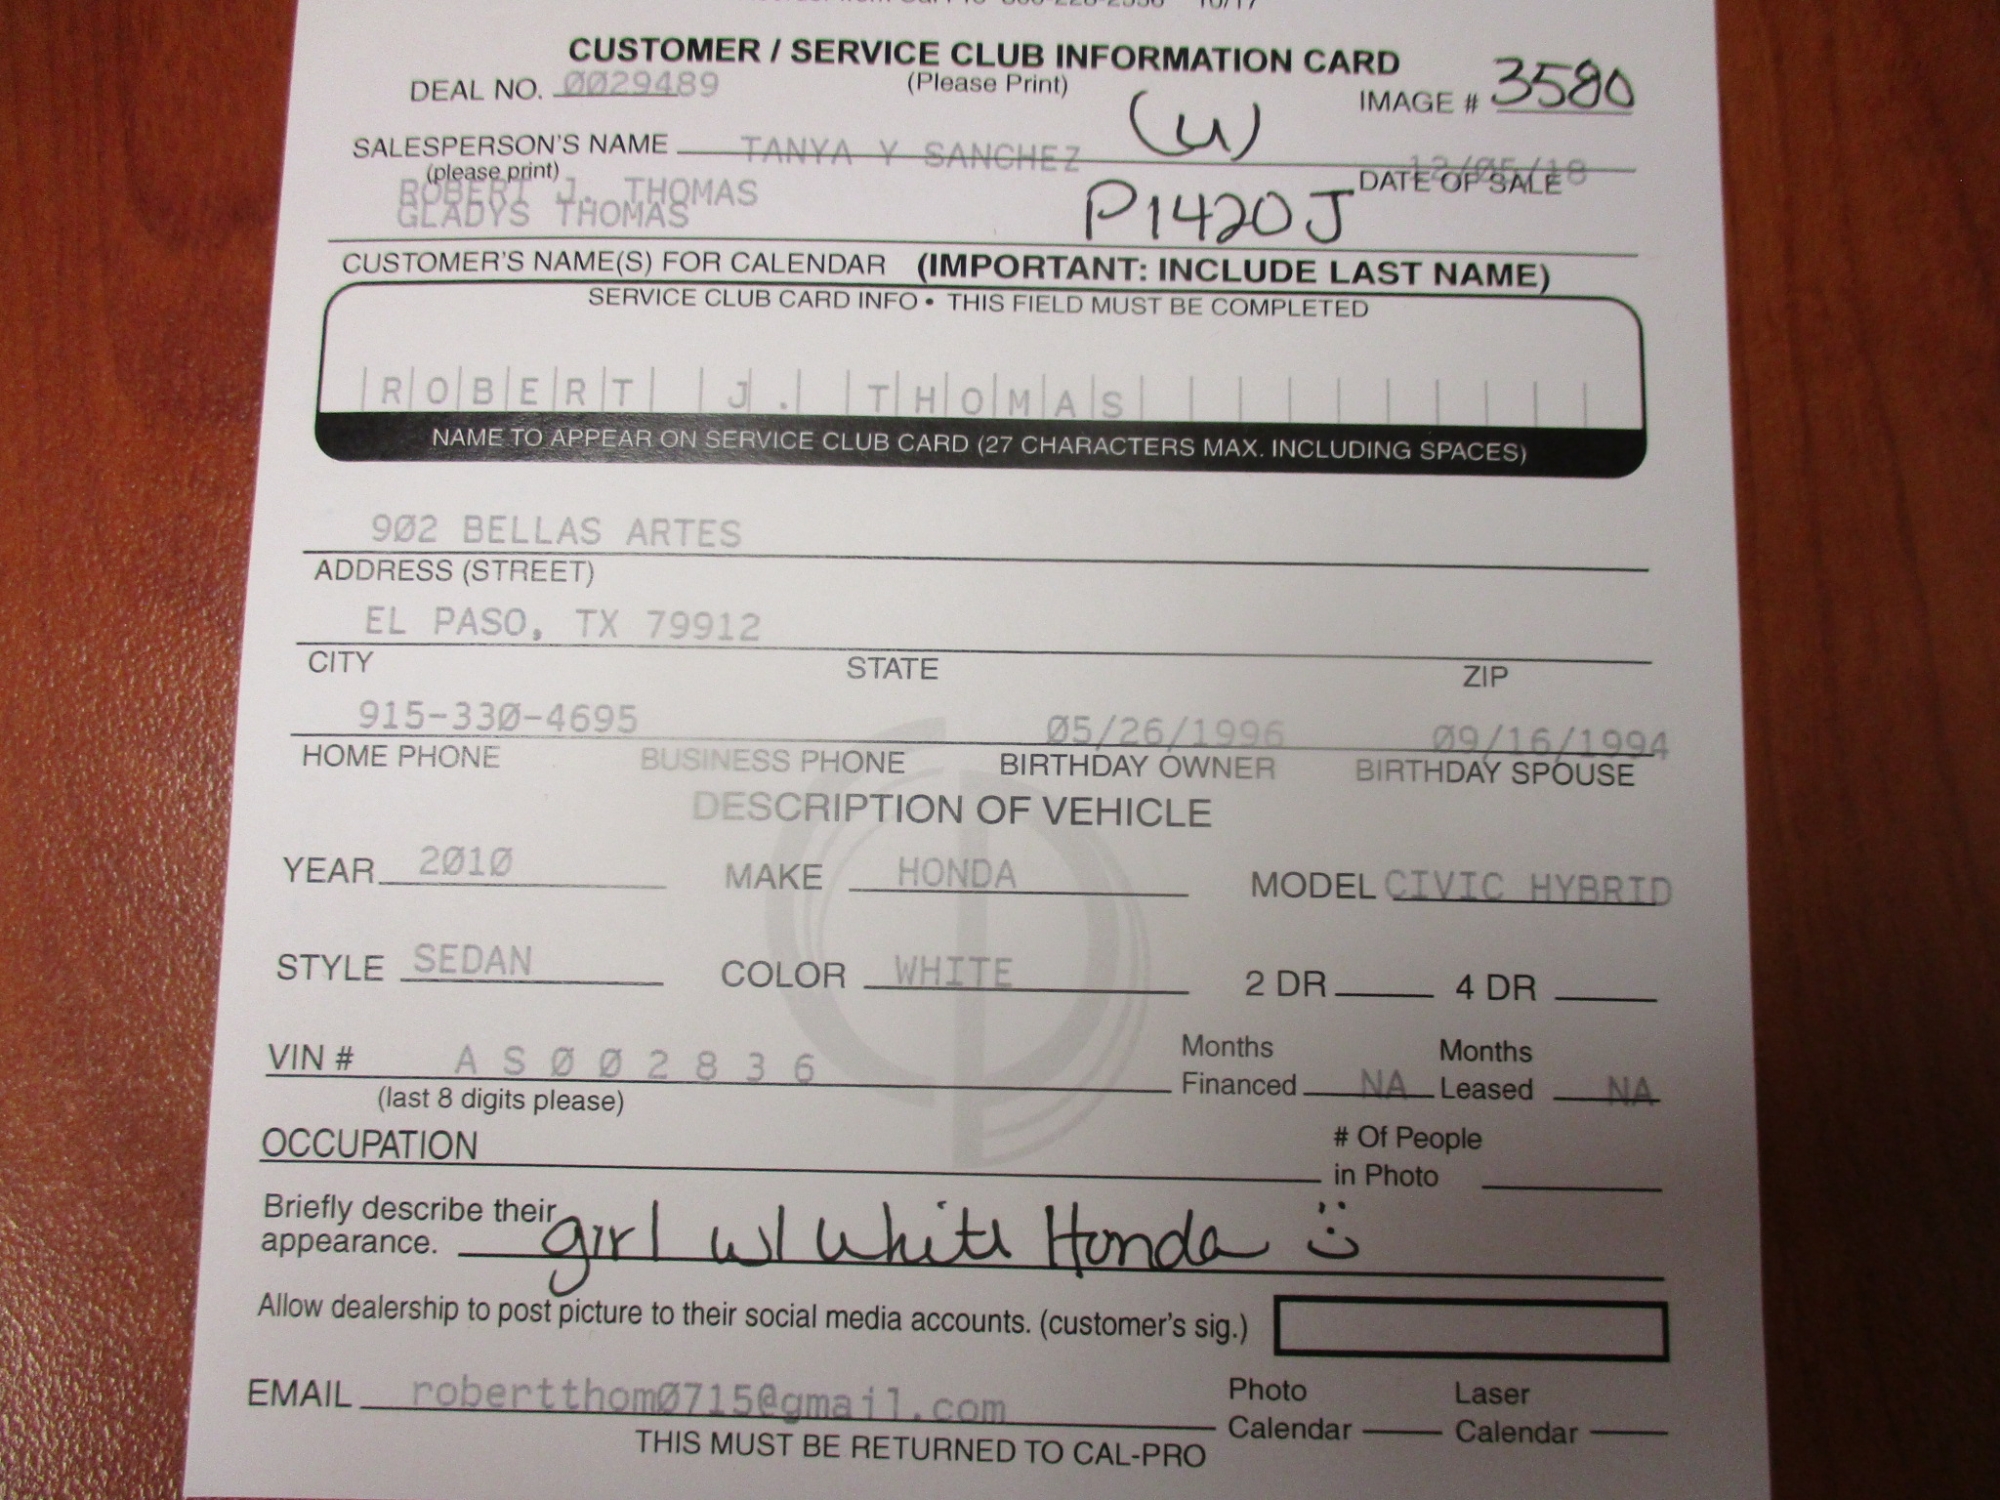 CUSTOMER / SERVICE CLUB INFORMATION CARD
(Please Print)
DEAL NO. 0029489
IMAGE # 3580
(u)
SALESPERSON'S NAME TANYA Y SANCHEZ
(please print)
12/05/18
DATE OF SALE
ROBERT J. THOMAS
GLADYS THOMAS
P1420J
CUSTOMER'S NAME(S) FOR CALENDAR (IMPORTANT: INCLUDE LAST NAME)
SERVICE CLUB CARD INFO • THIS FIELD MUST BE COMPLETED
ROBERT J. THOMAS
NAME TO APPEAR ON SERVICE CLUB CARD (27 CHARACTERS MAX. INCLUDING SPACES)
902 BELLAS ARTES
ADDRESS (STREET)
EL PASO, TX 79912
CITY STATE ZIP
915-330-4695 05/26/1996 09/16/1994
HOME PHONE BUSINESS PHONE BIRTHDAY OWNER BIRTHDAY SPOUSE
DESCRIPTION OF VEHICLE
YEAR 2010 MAKE HONDA MODEL CIVIC HYBRID
STYLE SEDAN COLOR WHITE 2 DR 4 DR
VIN # AS002836
(last 8 digits please)
Months Financed NA Months Leased NA
OCCUPATION
# Of People in Photo
Briefly describe their appearance. girl w/ White Honda :)
Allow dealership to post picture to their social media accounts. (customer's sig.)
EMAIL robertthom0715@gmail.com
Photo Calendar Laser Calendar
THIS MUST BE RETURNED TO CAL-PRO